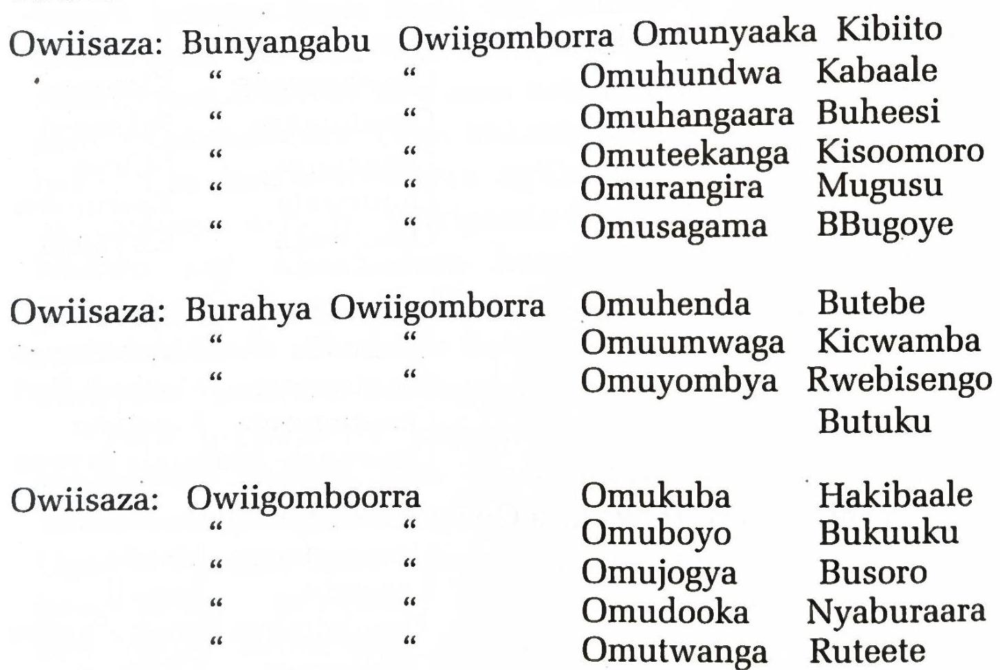 Owiisaza: Bunyangabu Owiigomborra Omunyaaka Kibiito
“ “ Omuhundwa Kabaale
“ “ Omuhangaara Buheesi
“ “ Omuteekanga Kisoomoro
“ “ Omurangira Mugusu
“ “ Omusagama BBugoye
Owiisaza: Burahya Owiigomborra Omuhenda Butebe
“ “ Omuumwaga Kicwamba
“ “ Omuyombya Rwebisengo
Butuku
Owiisaza: Owiigomboorra Omukuba Hakibaale
“ “ Omuboyo Bukuuku
“ “ Omujogya Busoro
“ “ Omudooka Nyaburaara
“ “ Omutwanga Ruteete